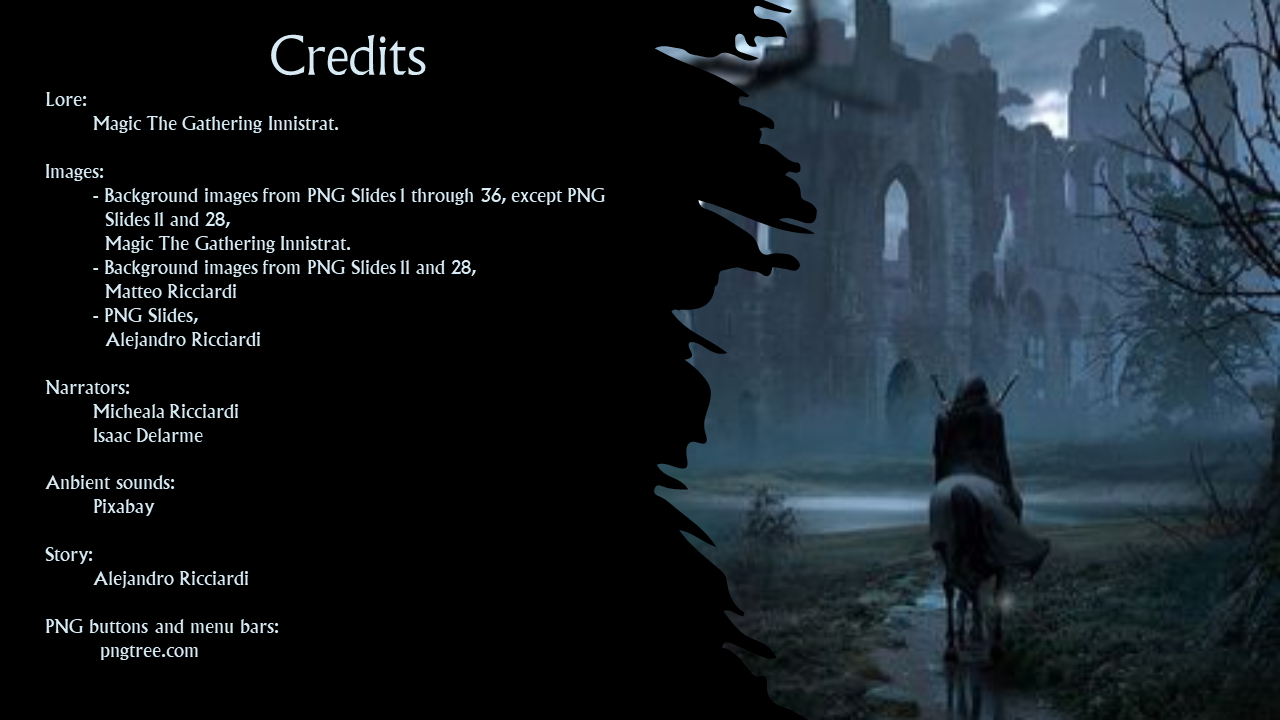 Credits
Lore:
Magic The Gathering Innistrat.
Images:
- Background images from PNG Slides 1 through 36, except PNG
Slides 11 and 28,
Magic The Gathering Innistrat.
- Background images from PNG Slides 11 and 28,
Matteo Ricciardi
- PNG Slides,
Alejandro Ricciardi
Narrators:
Micheala Ricciardi
Isaac Delarme
Anbient sounds:
Pixabay
Story:
Alejandro Ricciardi
PNG buttons and menu bars:
pngtree.com